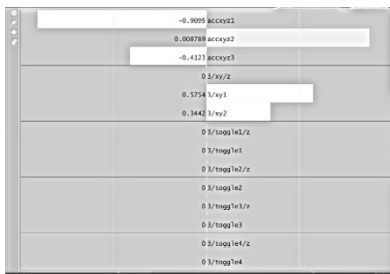 -0.9095 accxyz1
0.008789 accxyz2
-0.4123 accxyz3
0 3/xy/z
0.5754 3/xy1
0.3442 3/xy2
0 3/toggle1/z
0 3/toggle1
0 3/toggle2/z
0 3/toggle2
0 3/toggle3/z
0 3/toggle3
0 3/toggle4/z
0 3/toggle4